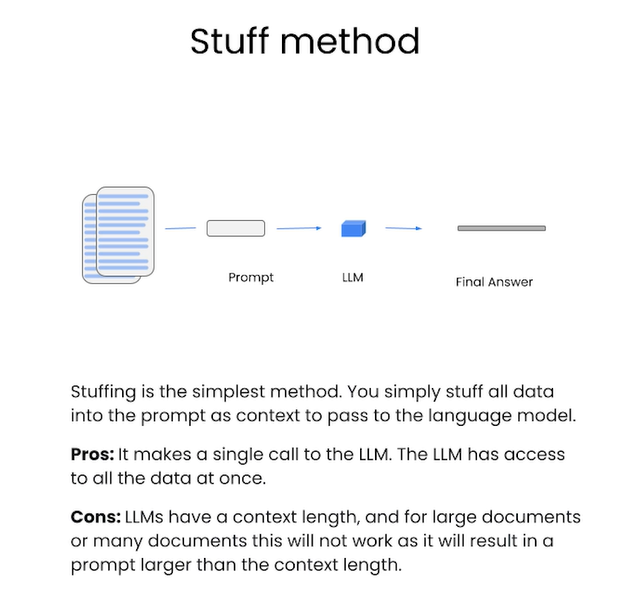 Stuff method
Prompt
LLM
Final Answer
Stuffing is the simplest method. You simply stuff all data
into the prompt as context to pass to the language model.
Pros: It makes a single call to the LLM. The LLM has access
to all the data at once.
Cons: LLMs have a context length, and for large documents
or many documents this will not work as it will result in a
prompt larger than the context length.